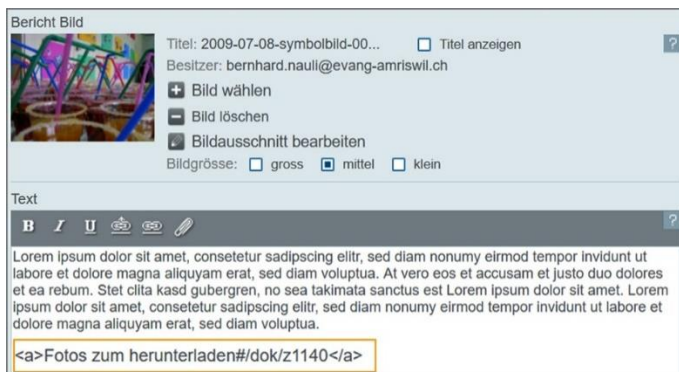 Bericht Bild
Titel: 2009-07-08-symbolbild-00... Titel anzeigen ?
Besitzer: bernhard.nauli@evang-amriswil.ch
Bild wählen
Bild löschen
Bildausschnitt bearbeiten
Bildgrösse: gross mittel klein
Text
B I U ?
Lorem ipsum dolor sit amet, consetetur sadipscing elitr, sed diam nonumy eirmod tempor invidunt ut
labore et dolore magna aliquyam erat, sed diam voluptua. At vero eos et accusam et justo duo dolores
et ea rebum. Stet clita kasd gubergren, no sea takimata sanctus est Lorem ipsum dolor sit amet. Lorem
ipsum dolor sit amet, consetetur sadipscing elitr, sed diam nonumy eirmod tempor invidunt ut labore et
dolore magna aliquyam erat, sed diam voluptua.
<a>Fotos zum herunterladen#/dok/z1140</a>